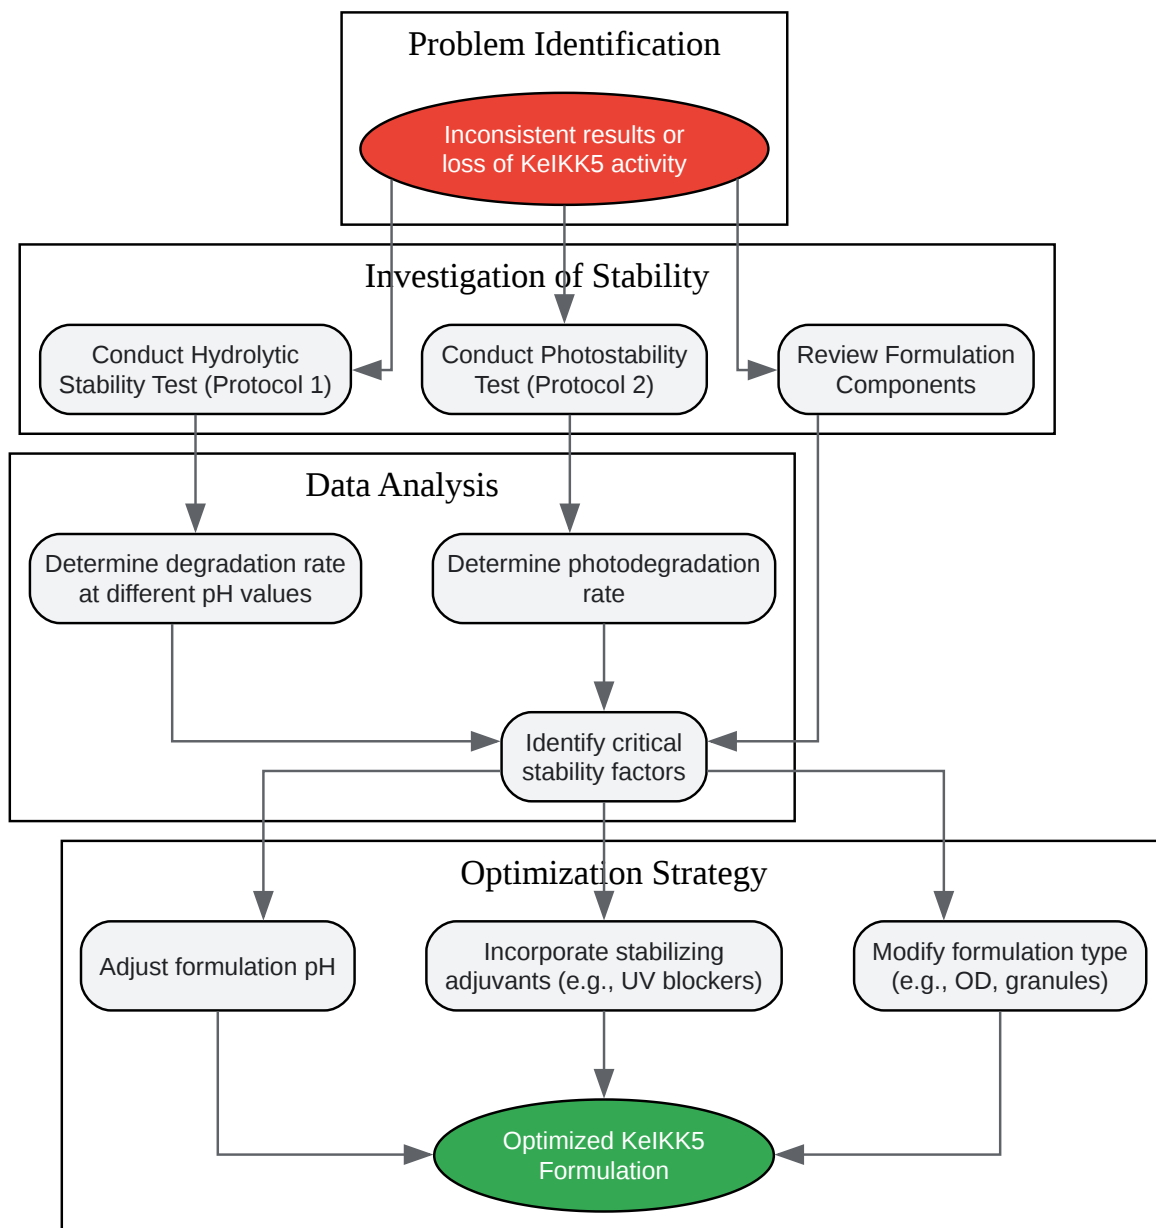 Problem Identification
Inconsistent results or
loss of KeIKK5 activity
Investigation of Stability
Conduct Hydrolytic
Stability Test (Protocol 1)
Conduct Photostability
Test (Protocol 2)
Review Formulation
Components
Data Analysis
Determine degradation rate
at different pH values
Determine photodegradation
rate
Identify critical
stability factors
Optimization Strategy
Adjust formulation pH
Incorporate stabilizing
adjuvants (e.g., UV blockers)
Modify formulation type
(e.g., OD, granules)
Optimized KeIKK5
Formulation